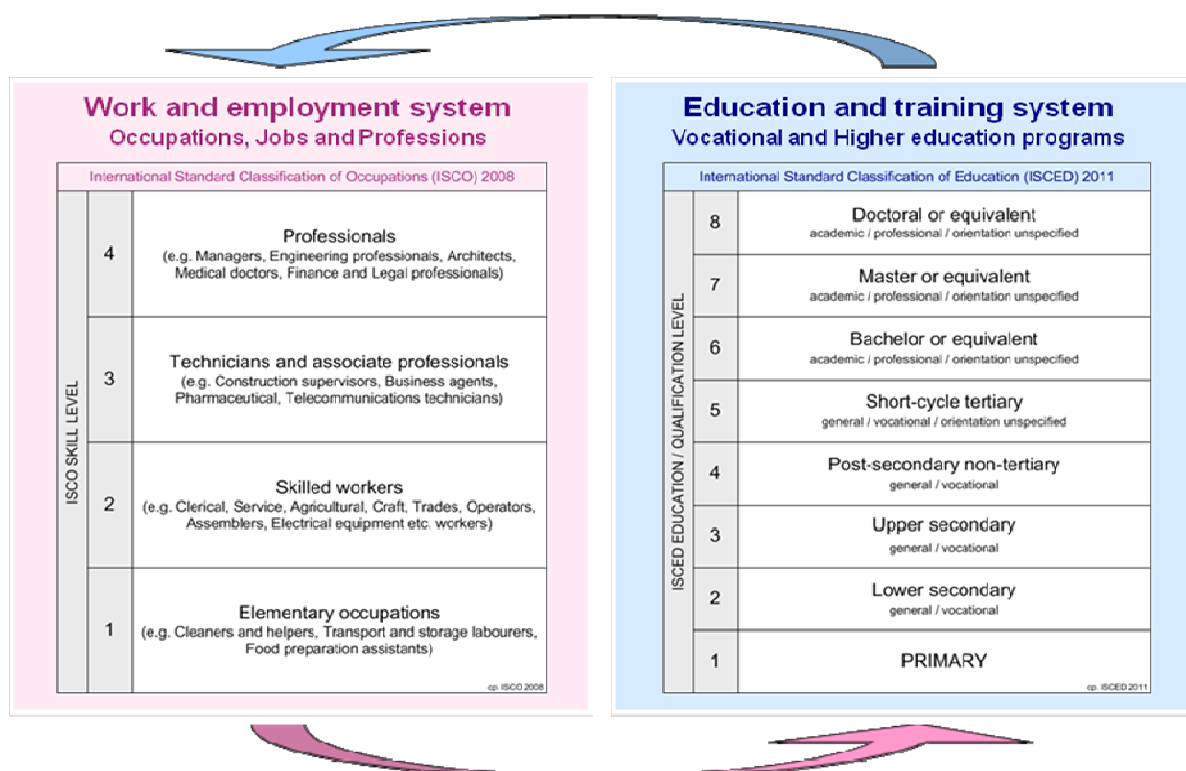 Work and employment system
Occupations, Jobs and Professions
International Standard Classification of Occupations (ISCO) 2008
ISCO SKILL LEVEL
4
Professionals
(e.g. Managers, Engineering professionals, Architects,
Medical doctors, Finance and Legal professionals)
3
Technicians and associate professionals
(e.g. Construction supervisors, Business agents,
Pharmaceutical, Telecommunications technicians)
2
Skilled workers
(e.g. Clerical, Service, Agricultural, Craft, Trades, Operators,
Assemblers, Electrical equipment etc. workers)
1
Elementary occupations
(e.g. Cleaners and helpers, Transport and storage labourers,
Food preparation assistants)
cp. ISCO 2008
Education and training system
Vocational and Higher education programs
International Standard Classification of Education (ISCED) 2011
ISCED EDUCATION / QUALIFICATION LEVEL
8
Doctoral or equivalent
academic / professional / orientation unspecified
7
Master or equivalent
academic / professional / orientation unspecified
6
Bachelor or equivalent
academic / professional / orientation unspecified
5
Short-cycle tertiary
general / vocational / orientation unspecified
4
Post-secondary non-tertiary
general / vocational
3
Upper secondary
general / vocational
2
Lower secondary
general / vocational
1
PRIMARY
cp. ISCED 2011